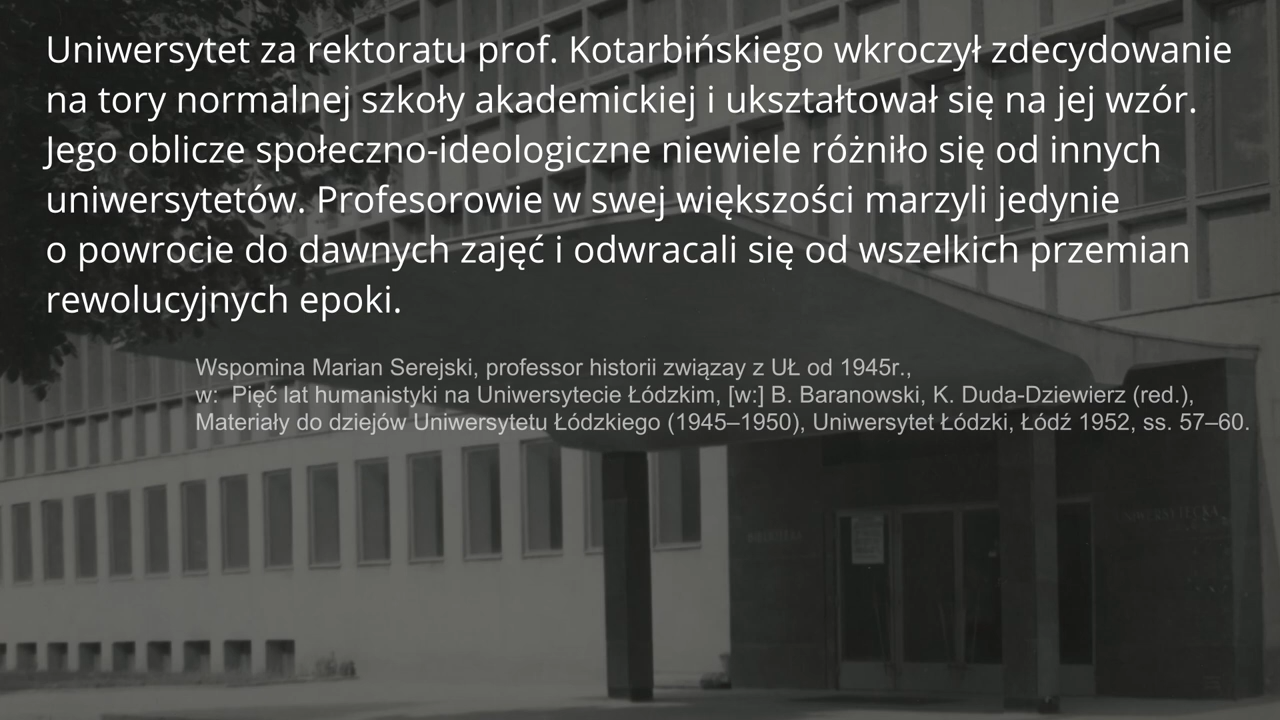 Uniwersytet za rektoratu prof. Kotarbińskiego wkroczył zdecydowanie
na tory normalnej szkoły akademickiej i ukształtował się na jej wzór.
Jego oblicze społeczno-ideologiczne niewiele różniło się od innych
uniwersytetów. Profesorowie w swej większości marzyli jedynie
o powrocie do dawnych zajęć i odwracali się od wszelkich przemian
rewolucyjnych epoki.
Wspomina Marian Serejski, professor historii związay z UŁ od 1945r.,
w: Pięć lat humanistyki na Uniwersytecie Łódzkim, [w:] B. Baranowski, K. Duda-Dziewierz (red.),
Materiały do dziejów Uniwersytetu Łódzkiego (1945–1950), Uniwersytet Łódzki, Łódź 1952, ss. 57–60.